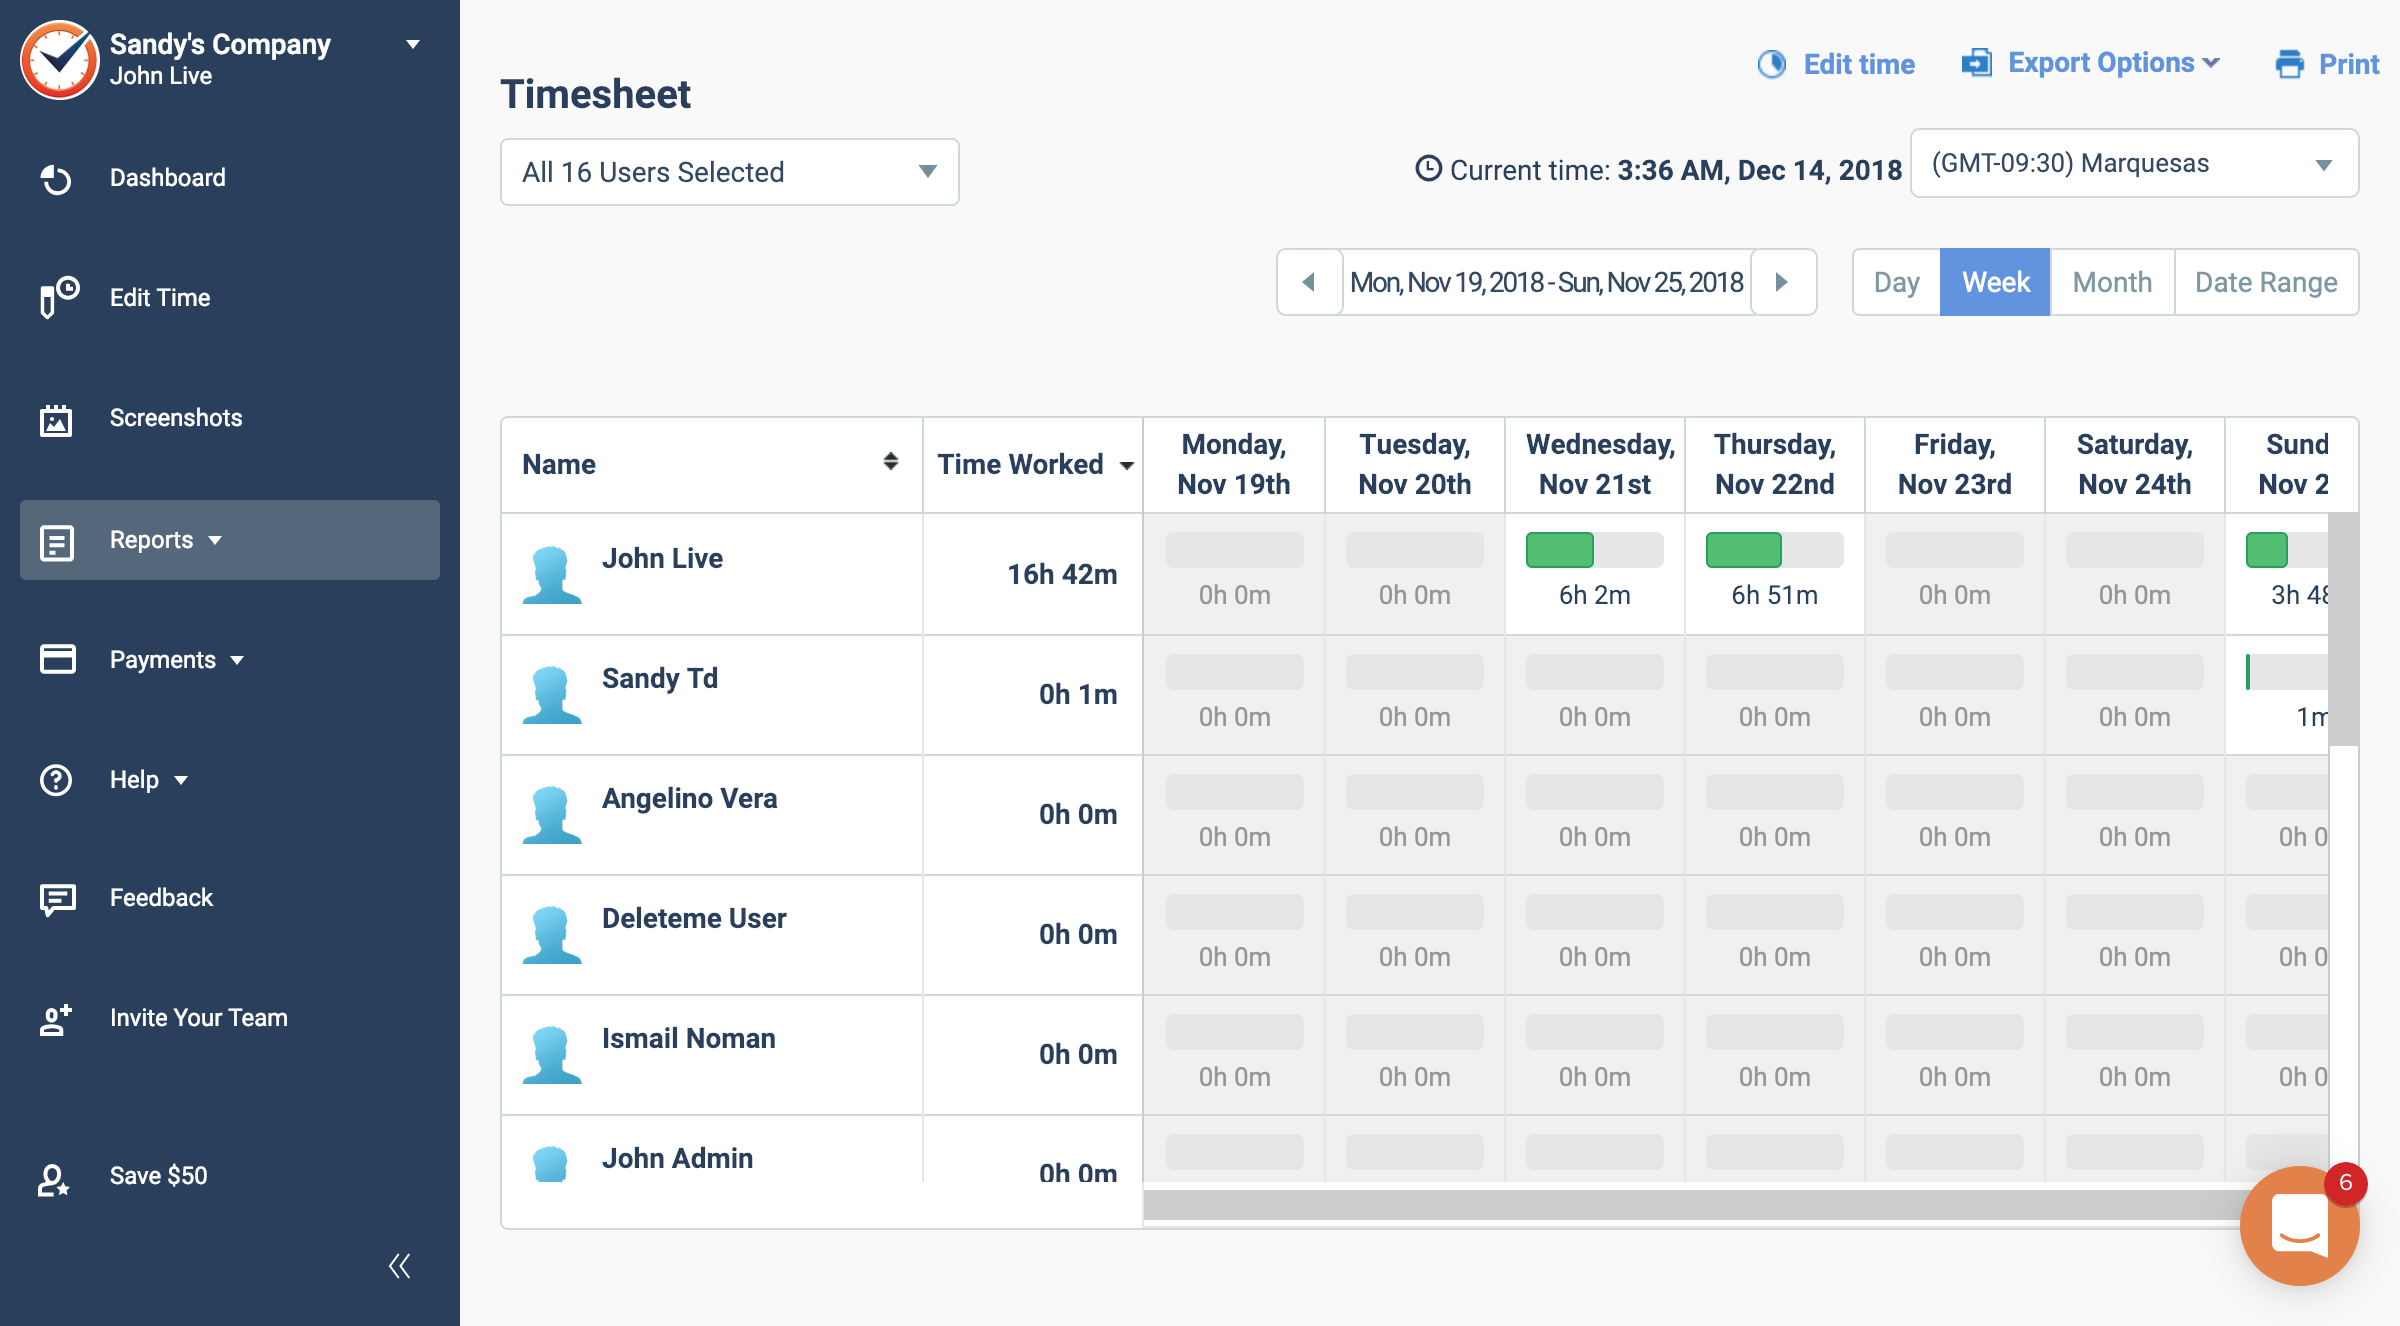 Sandy's Company
John Live
Dashboard
Edit Time
Screenshots
Reports
Payments
Help
Feedback
Invite Your Team
Save $50
Edit time
Export Options
Print
Timesheet
All 16 Users Selected
Current time: 3:36 AM, Dec 14, 2018
(GMT-09:30) Marquesas
Mon, Nov 19, 2018 - Sun, Nov 25, 2018
Day Week Month Date Range
Name Time Worked Monday, Nov 19th Tuesday, Nov 20th Wednesday, Nov 21st Thursday, Nov 22nd Friday, Nov 23rd Saturday, Nov 24th Sund Nov 2
John Live 16h 42m 0h 0m 0h 0m 6h 2m 6h 51m 0h 0m 0h 0m 3h 48
Sandy Td 0h 1m 0h 0m 0h 0m 0h 0m 0h 0m 0h 0m 0h 0m 1m
Angelino Vera 0h 0m 0h 0m 0h 0m 0h 0m 0h 0m 0h 0m 0h 0m 0h 0
Deleteme User 0h 0m 0h 0m 0h 0m 0h 0m 0h 0m 0h 0m 0h 0m 0h 0
Ismail Noman 0h 0m 0h 0m 0h 0m 0h 0m 0h 0m 0h 0m 0h 0m 0h 0
John Admin 0h 0m
6